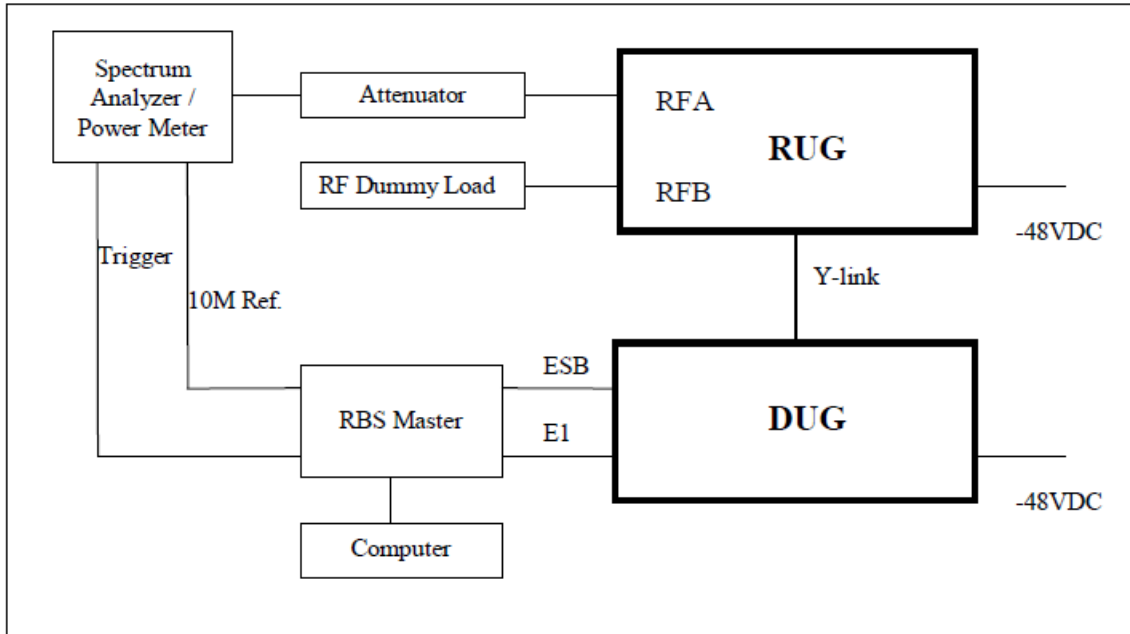 Spectrum
Analyzer /
Power Meter
Attenuator
RFA
RUG
RF Dummy Load
RFB
-48VDC
Trigger
Y-link
10M Ref.
ESB
RBS Master
DUG
E1
-48VDC
Computer